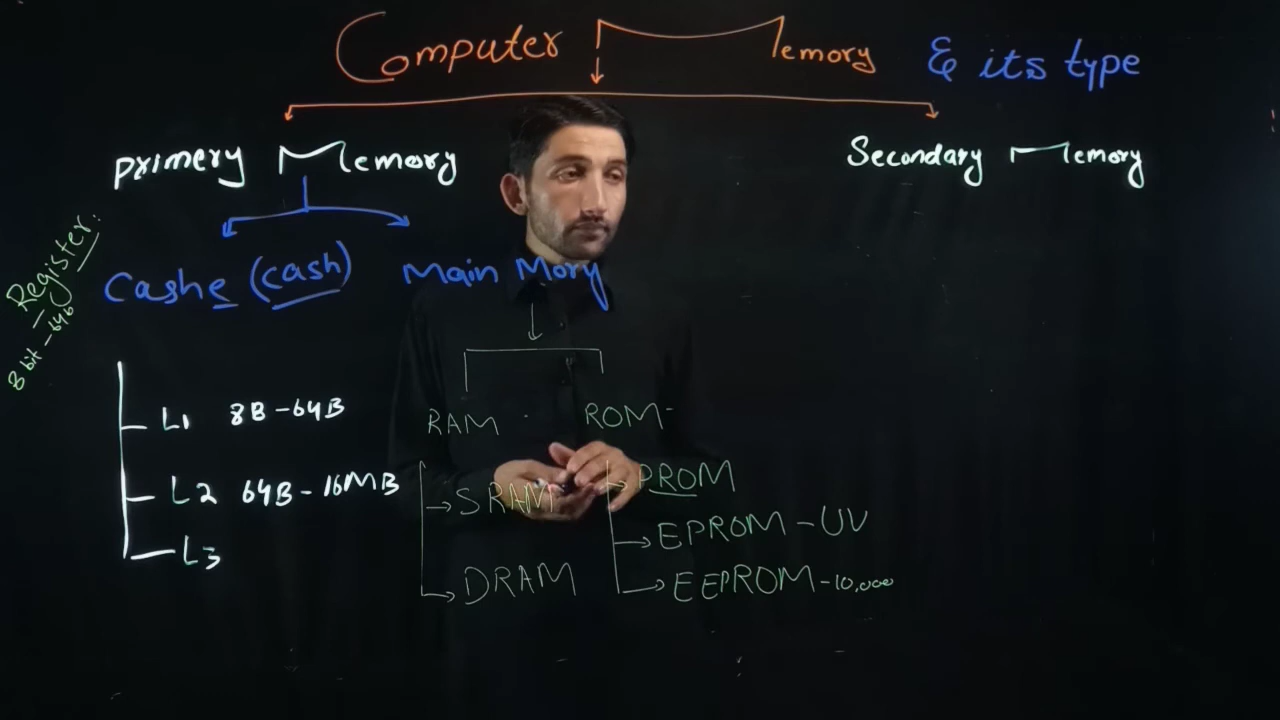 Computer Memory & its type
primery Memory
Secondary Memory
Register:
8 bit - 64b
Cashe (cash)
Main Mory
RAM
ROM-
L1 8B-64B
L2 64B-16MB
L3
SRAM
DRAM
PROM
EPROM-UV
EEPROM-10,000